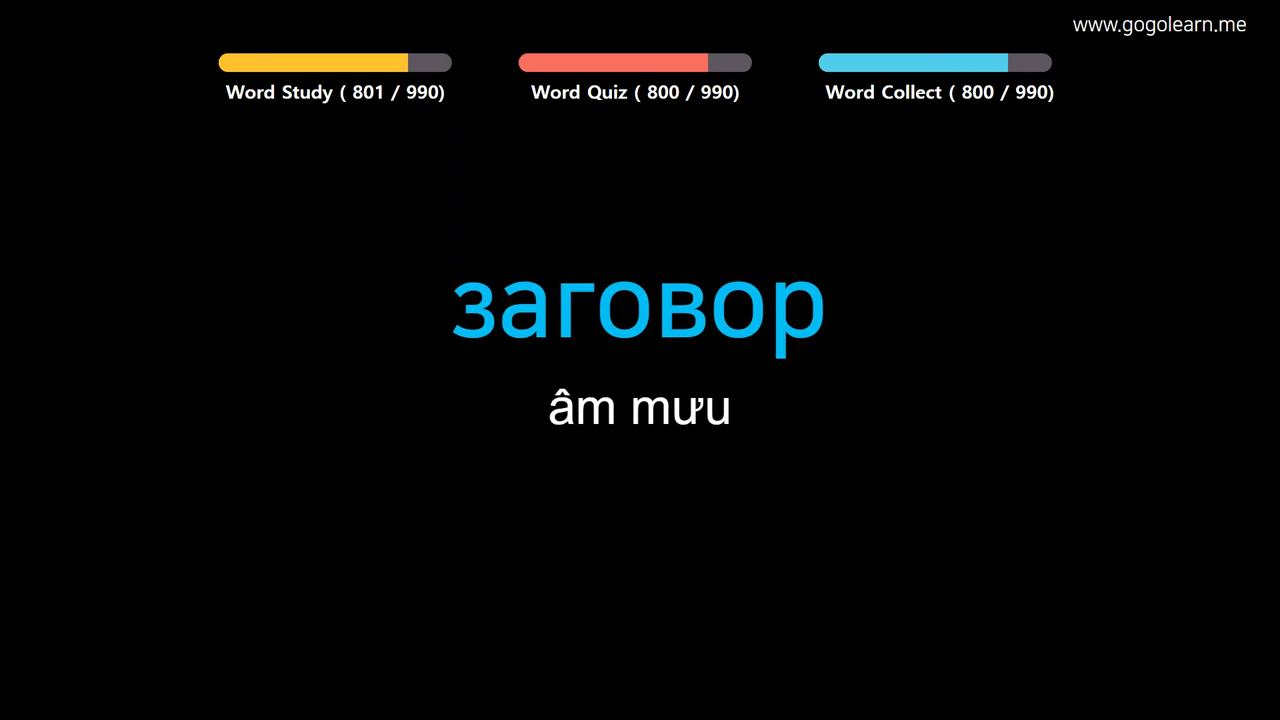 www.gogolearn.me
Word Study ( 801 / 990)
Word Quiz ( 800 / 990)
Word Collect ( 800 / 990)
заговор
âm mưu